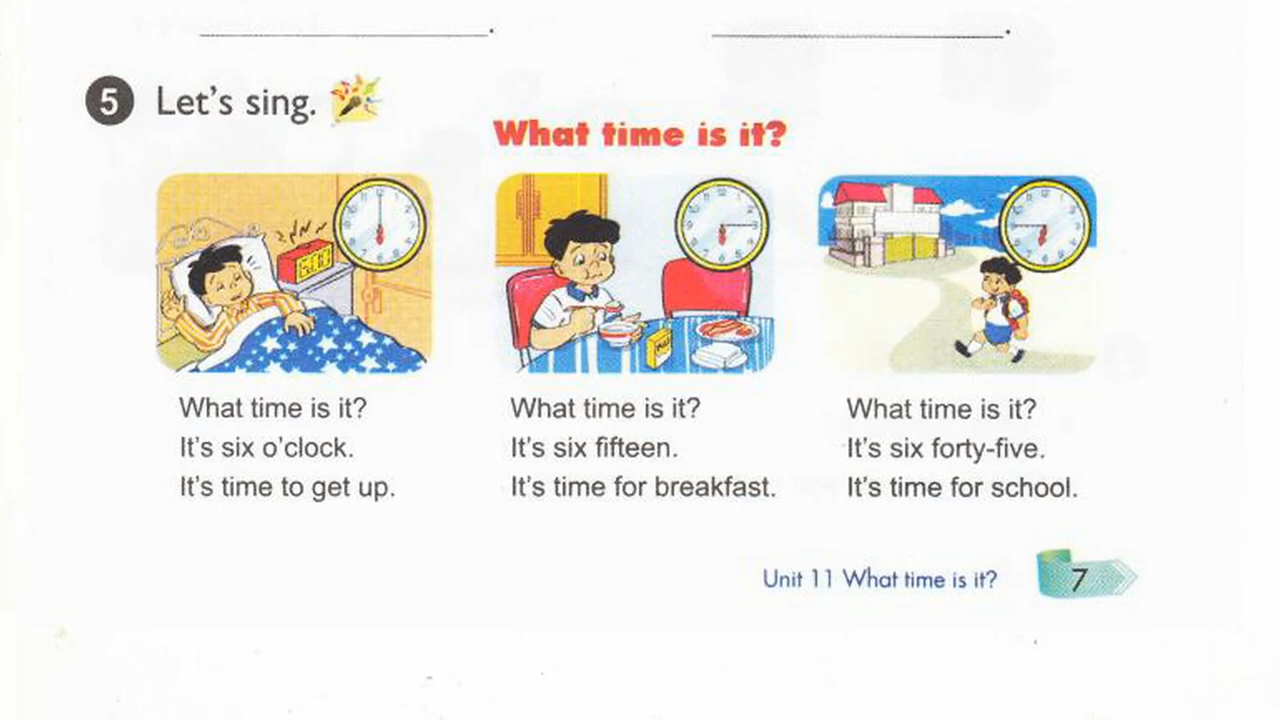 5 Let's sing.
What time is it?
What time is it?
It's six o'clock.
It's time to get up.
What time is it?
It's six fifteen.
It's time for breakfast.
What time is it?
It's six forty-five.
It's time for school.
Unit 11 What time is it? 7